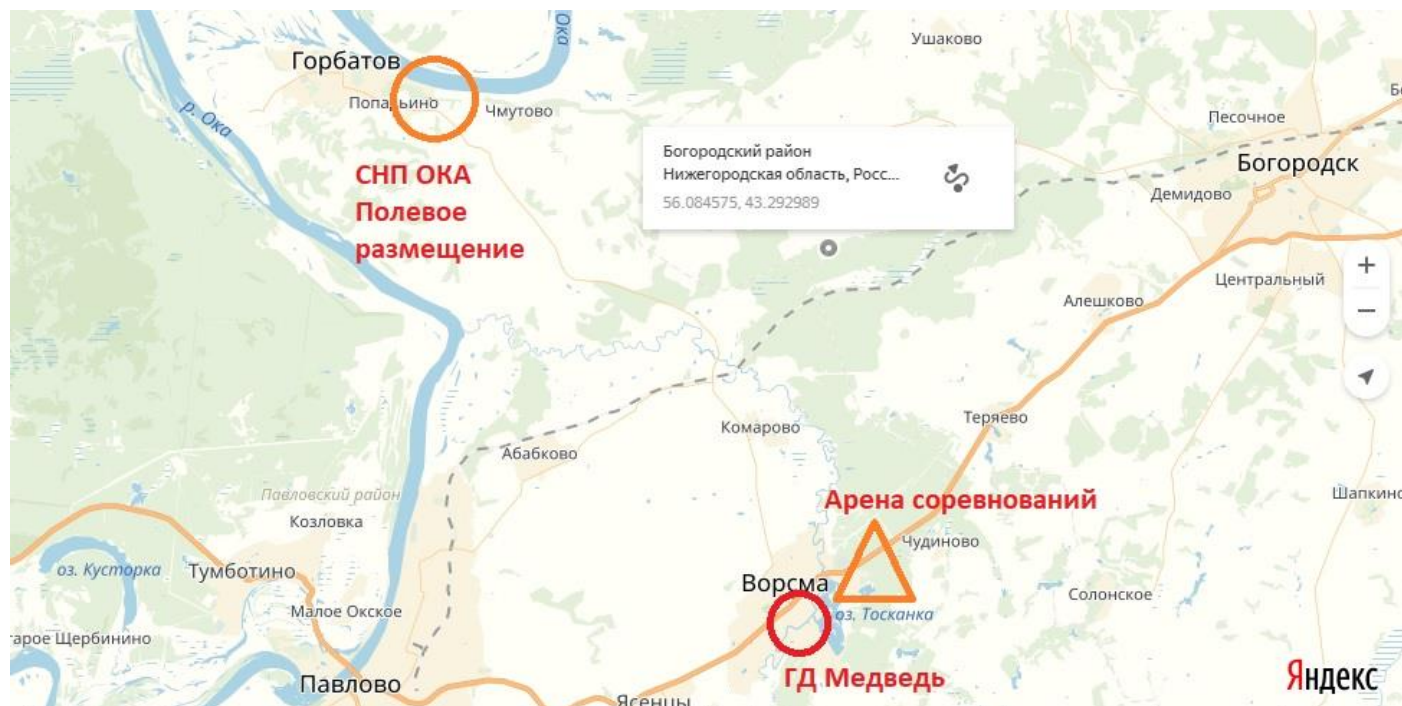 Ока
Ушаково
Горбатов
Попадьино
Чмутово
р. Ока
Песочное
Богородский район
Нижегородская область, Росс...
56.084575, 43.292989
Богородск
Демидово
СНП ОКА
Полевое
размещение
Центральный
+
−
Алешково
Теряево
Комарово
Абабково
Павловский район
Козловка
Шапкино
Арена соревнований
Чудиново
оз. Кусторка
Тумботино
Ворсма
Солонское
Малое Окское
оз. Тосканка
тарое Щербинино
ГД Медведь
Павлово
Ясенцы
Яндекс